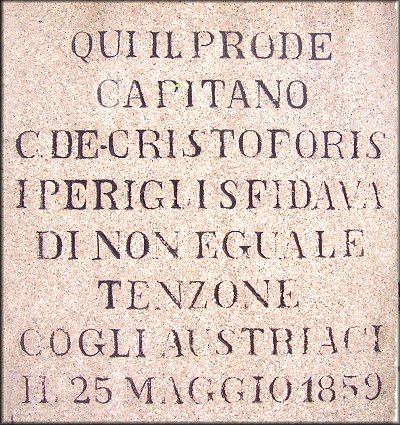 QUI IL PRODE
CAPITANO
C. DE-CRISTOFORIS
I PERIGLI SFIDAVA
DI NON EGUALE
TENZONE
COGLI AUSTRIACI
IL 25 MAGGIO 1859